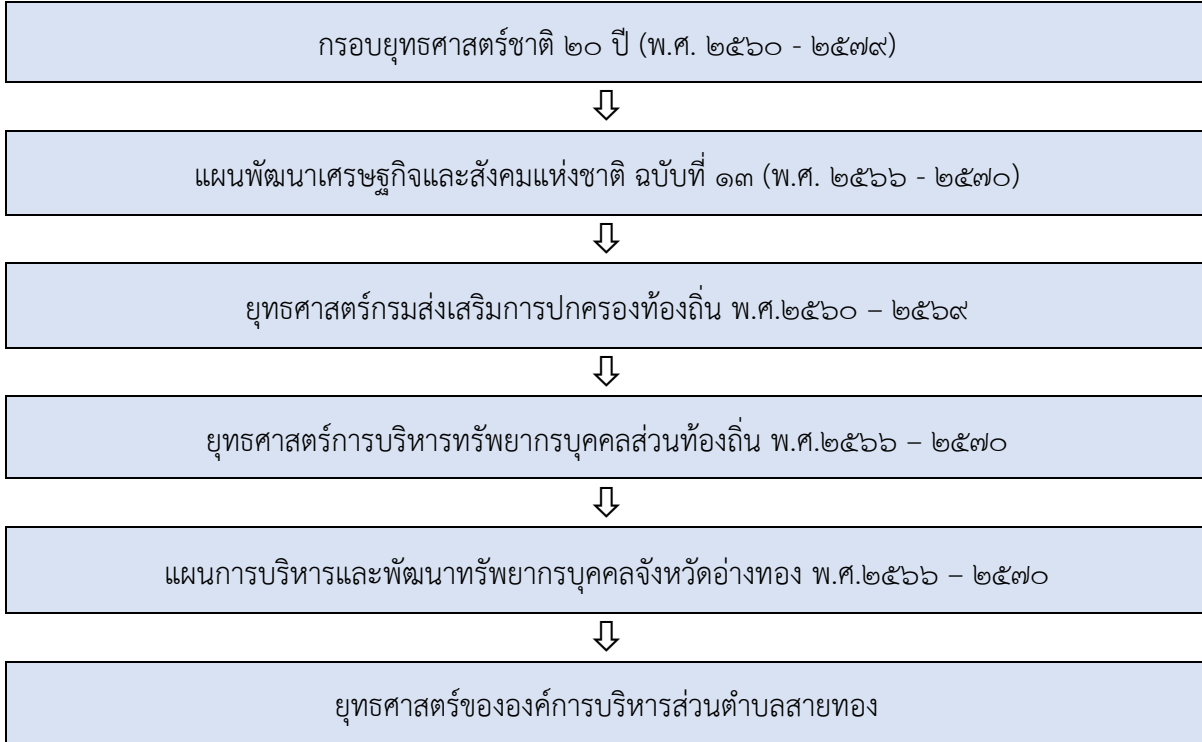 กรอบยุทธศาสตร์ชาติ ๒๐ ปี (พ.ศ. ๒๕๖๐ - ๒๕๗๙)
แผนพัฒนาเศรษฐกิจและสังคมแห่งชาติ ฉบับที่ ๑๓ (พ.ศ. ๒๕๖๖ - ๒๕๗๐)
ยุทธศาสตร์กรมส่งเสริมการปกครองท้องถิ่น พ.ศ.๒๕๖๐ – ๒๕๖๙
ยุทธศาสตร์การบริหารทรัพยากรบุคคลส่วนท้องถิ่น พ.ศ.๒๕๖๖ – ๒๕๗๐
แผนการบริหารและพัฒนาทรัพยากรบุคคลจังหวัดอ่างทอง พ.ศ.๒๕๖๖ – ๒๕๗๐
ยุทธศาสตร์ขององค์การบริหารส่วนตำบลสายทอง